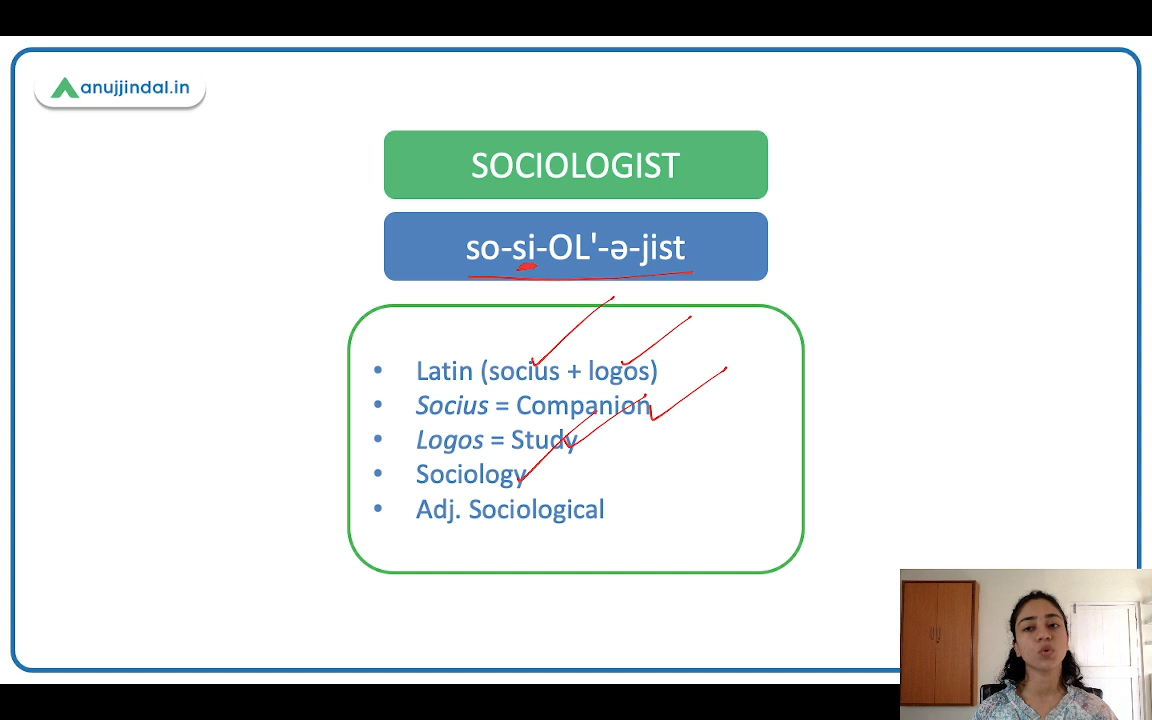 anujjindal.in
SOCIOLOGIST
so-si-OL'-ə-jist
• Latin (socius + logos)
• Socius = Companion
• Logos = Study
• Sociology
• Adj. Sociological